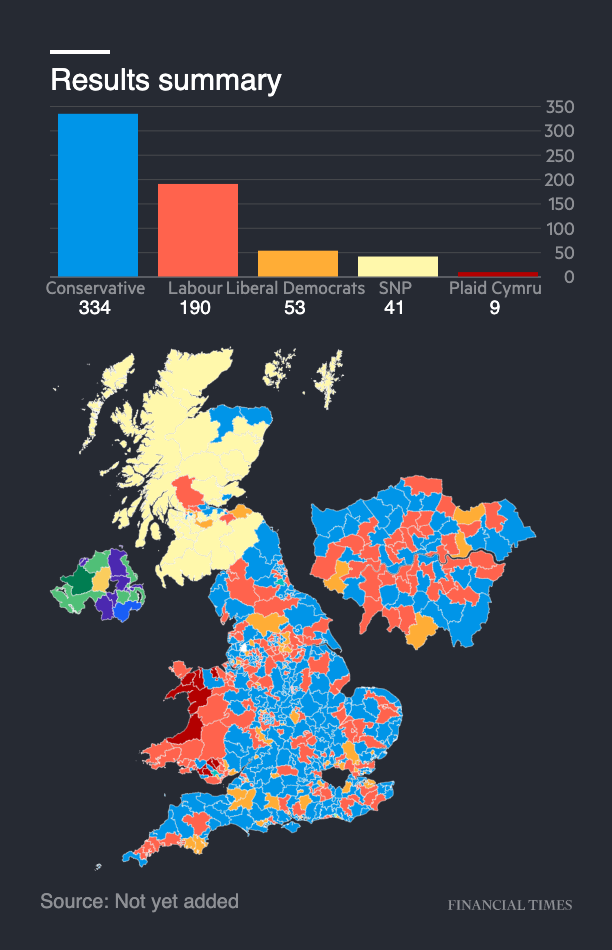 Results summary
350
300
250
200
150
100
50
0
Conservative Labour Liberal Democrats SNP Plaid Cymru
334 190 53 41 9
Source: Not yet added
FINANCIAL TIMES